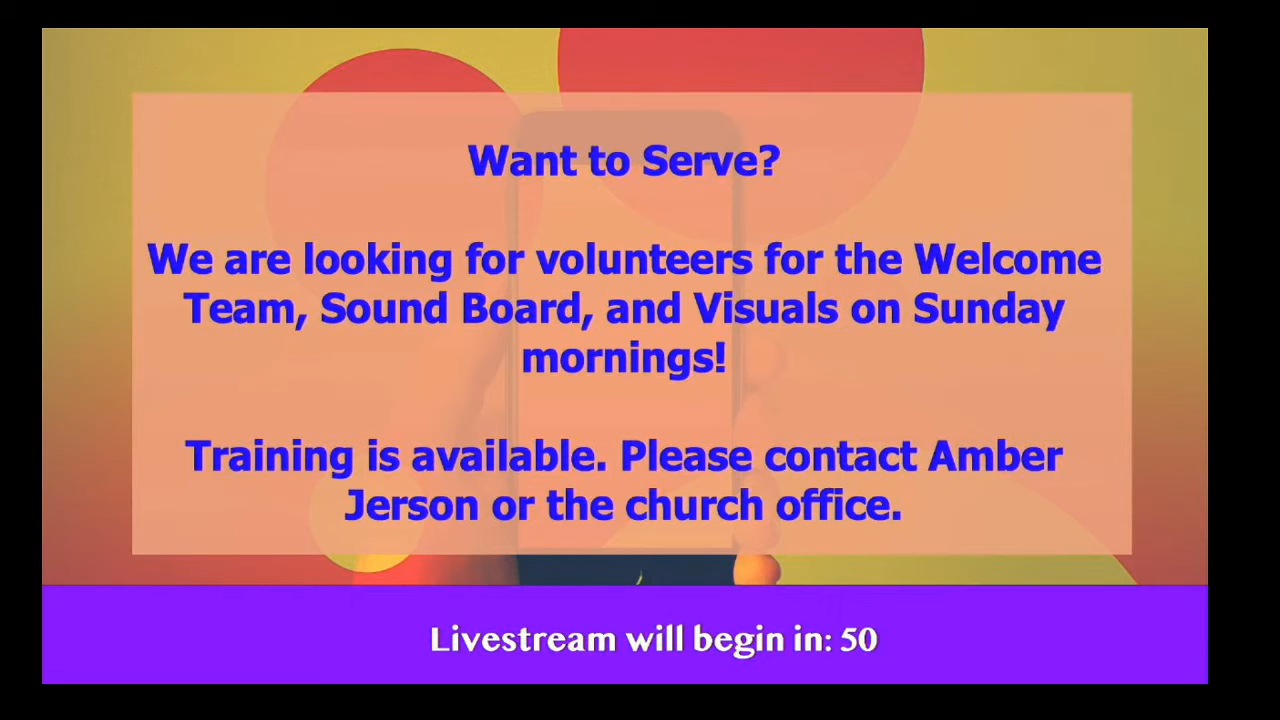 Want to Serve?
We are looking for volunteers for the Welcome
Team, Sound Board, and Visuals on Sunday
mornings!
Training is available. Please contact Amber
Jerson or the church office.
Livestream will begin in: 50